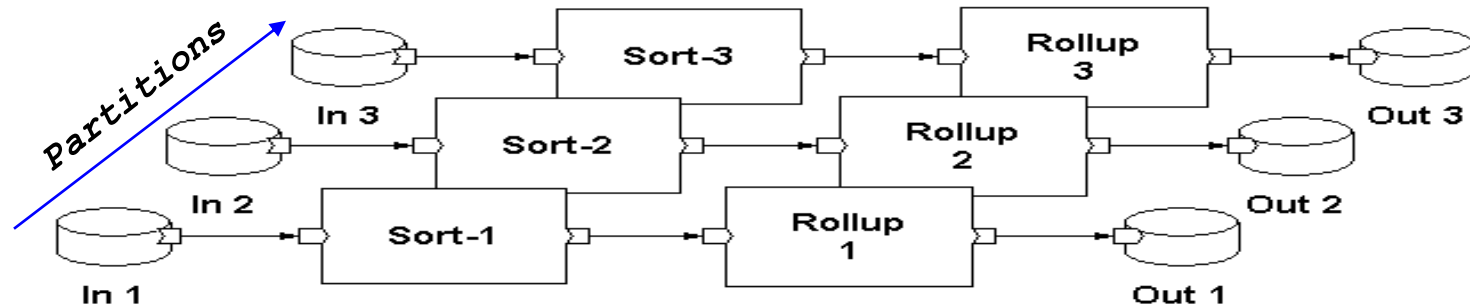 Partitions
In 3
Sort-3
Rollup
3
Out 3
In 2
Sort-2
Rollup
2
Out 2
In 1
Sort-1
Rollup
1
Out 1